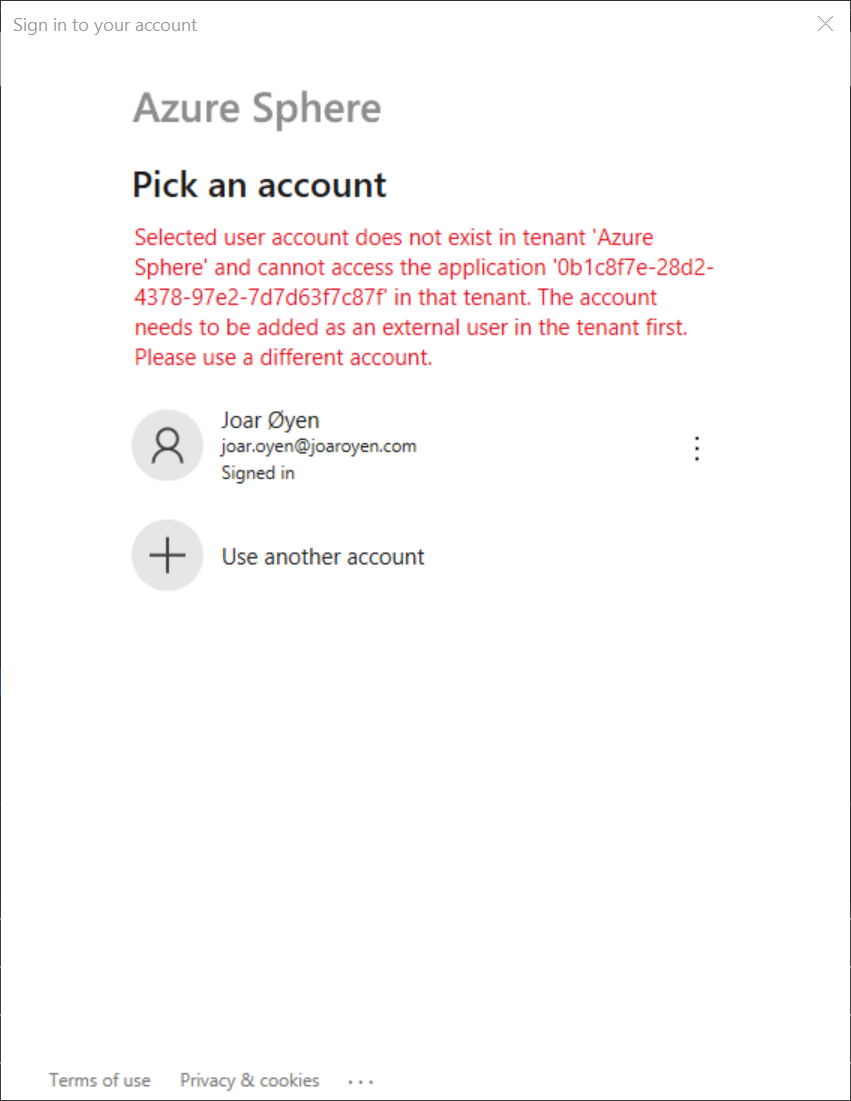 Sign in to your account
Azure Sphere
Pick an account
Selected user account does not exist in tenant 'Azure
Sphere' and cannot access the application '0b1c8f7e-28d2-
4378-97e2-7d7d63f7c87f' in that tenant. The account
needs to be added as an external user in the tenant first.
Please use a different account.
Joar Øyen
joar.oyen@joaroyen.com
Signed in
Use another account
Terms of use
Privacy & cookies